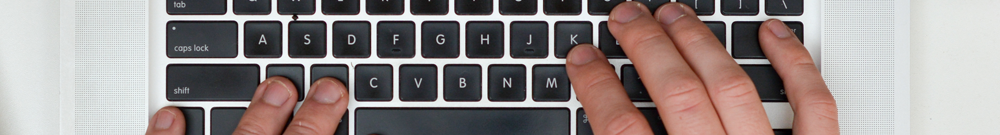 tab
caps lock A S D F G H J K
shift C V B N M